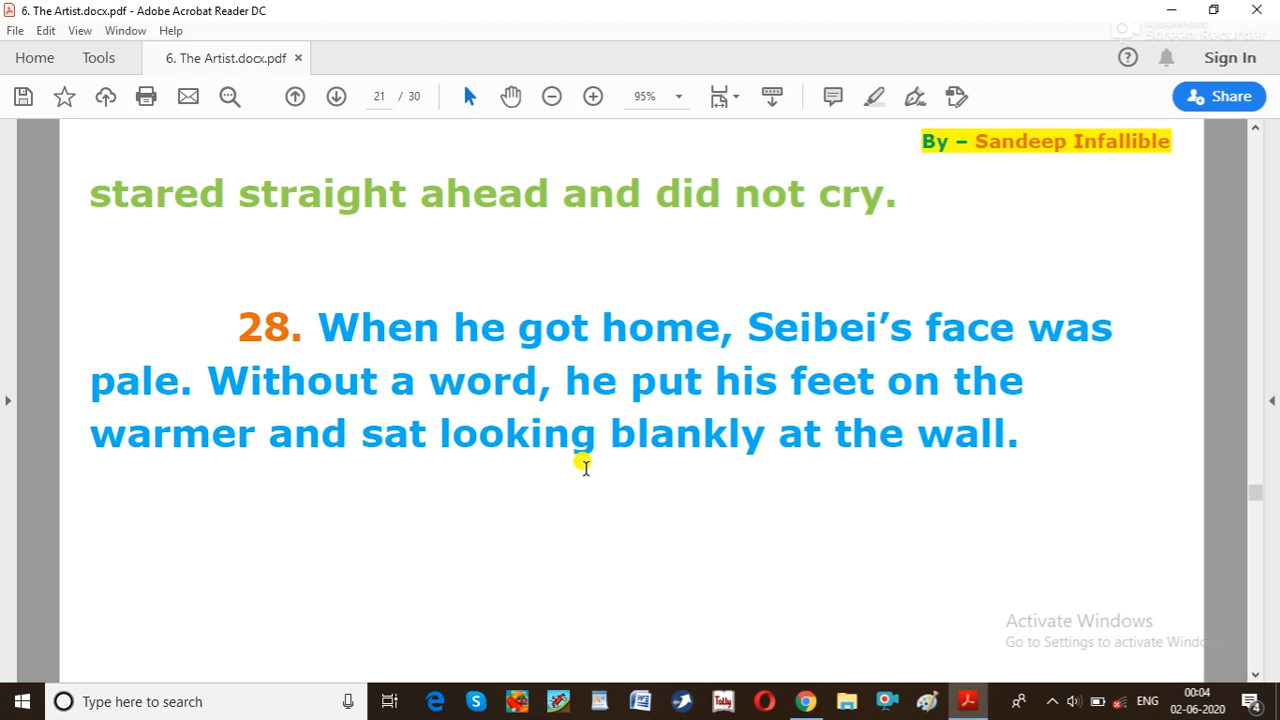 6. The Artist.docx.pdf - Adobe Acrobat Reader DC
File Edit View Window Help
Home Tools 6. The Artist.docx.pdf × Sign In
21 / 30 95% Share
By – Sandeep Infallible
stared straight ahead and did not cry.
28. When he got home, Seibei’s face was
pale. Without a word, he put his feet on the
warmer and sat looking blankly at the wall.
Activate Windows
Go to Settings to activate Windows.
Type here to search ENG 00:04
02-06-2020